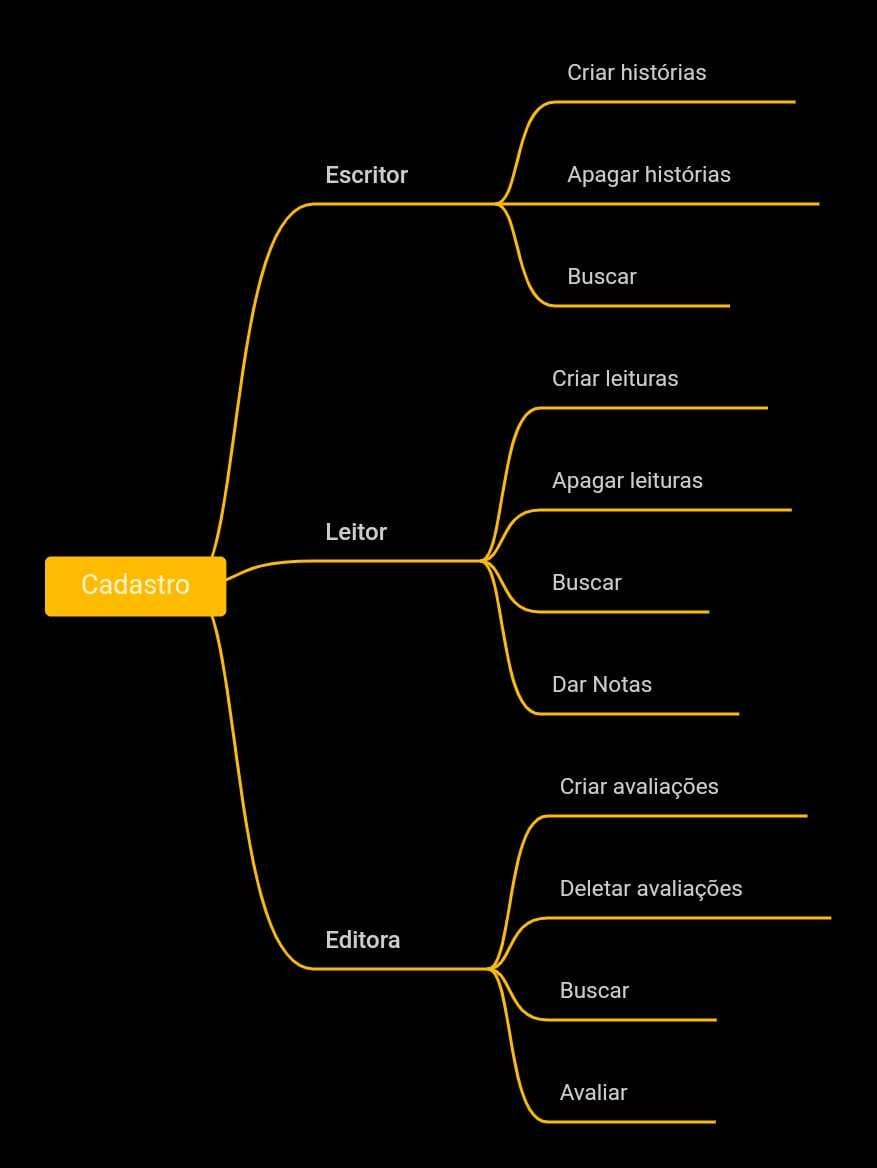 Cadastro
Escritor
Criar histórias
Apagar histórias
Buscar
Leitor
Criar leituras
Apagar leituras
Buscar
Dar Notas
Editora
Criar avaliações
Deletar avaliações
Buscar
Avaliar